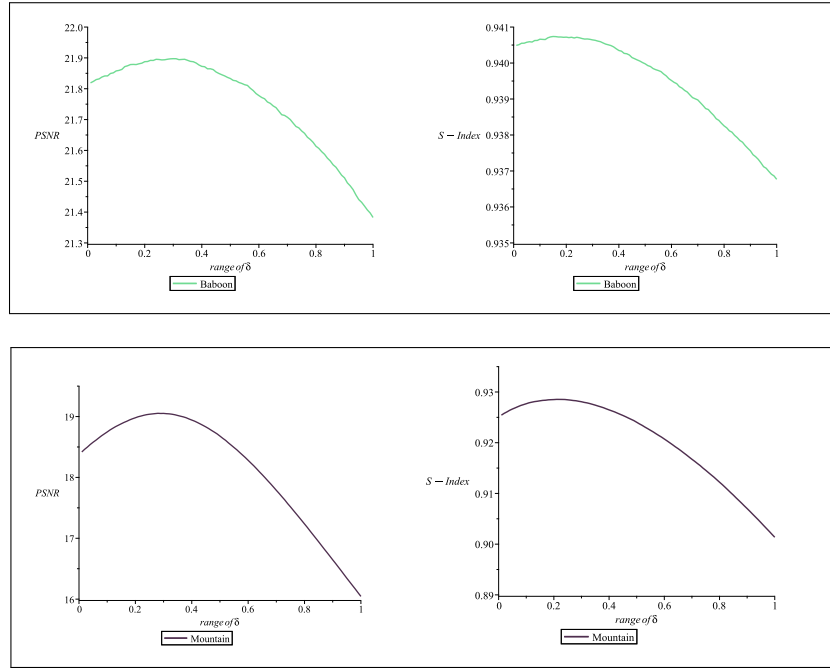 22.0
21.9
21.8
21.7
PSNR
21.6
21.5
21.4
21.3
0 0.2 0.4 0.6 0.8 1
range of δ
Baboon
0.941
0.940
0.939
0.938
S − Index
0.937
0.936
0.935
0 0.2 0.4 0.6 0.8 1
range of δ
Baboon
19
18
PSNR
17
16
0 0.2 0.4 0.6 0.8 1
range of δ
Mountain
0.93
0.92
S − Index
0.91
0.90
0.89
0 0.2 0.4 0.6 0.8 1
range of δ
Mountain